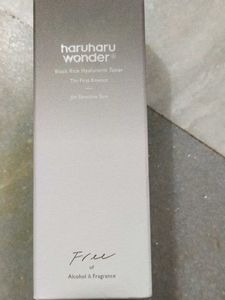 haruharu
wonder®
Black Rice Hyaluronic Toner
The First Essence
for Sensitive Skin
Free
of
Alcohol & Fragrance